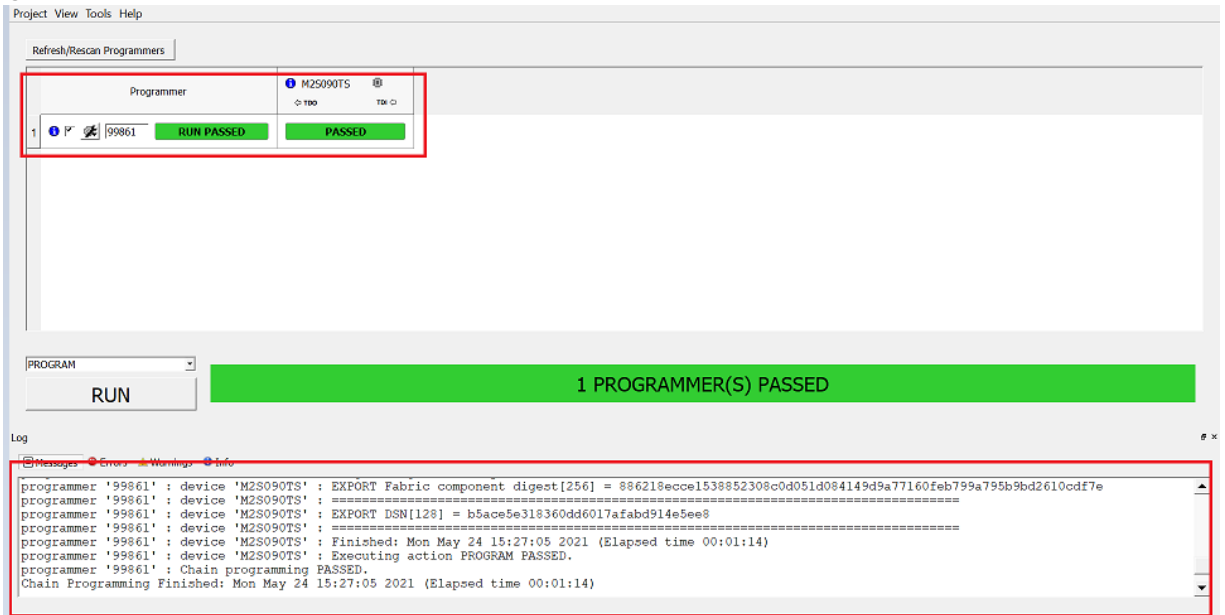 Project View Tools Help
Refresh/Rescan Programmers
Programmer
M2S090TS
TDO TDI
1 99861 RUN PASSED PASSED
PROGRAM
RUN
1 PROGRAMMER(S) PASSED
Log
Messages Errors Warnings Info
programmer '99861' : device 'M2S090TS' : EXPORT Fabric component digest[256] = 886218ecce1538852308c0d051d084149d9a77160feb799a795b9bd2610cdf7e
programmer '99861' : device 'M2S090TS' : ===============================================================================
programmer '99861' : device 'M2S090TS' : EXPORT DSN[128] = b5ace5e318360dd6017afabd914e5ee8
programmer '99861' : device 'M2S090TS' : ===============================================================================
programmer '99861' : device 'M2S090TS' : Finished: Mon May 24 15:27:05 2021 (Elapsed time 00:01:14)
programmer '99861' : device 'M2S090TS' : Executing action PROGRAM PASSED.
programmer '99861' : Chain programming PASSED.
Chain Programming Finished: Mon May 24 15:27:05 2021 (Elapsed time 00:01:14)